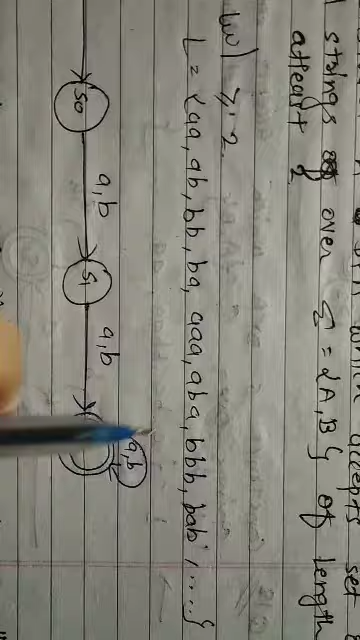 which accepts set
strings over Σ = {A,B} of length
atleast 2.
|w| ≥ 2
L = {aa, ab, bb, ba, aaa, aba, bbb, bab, ....}
S0 a,b S1 a,b a,b